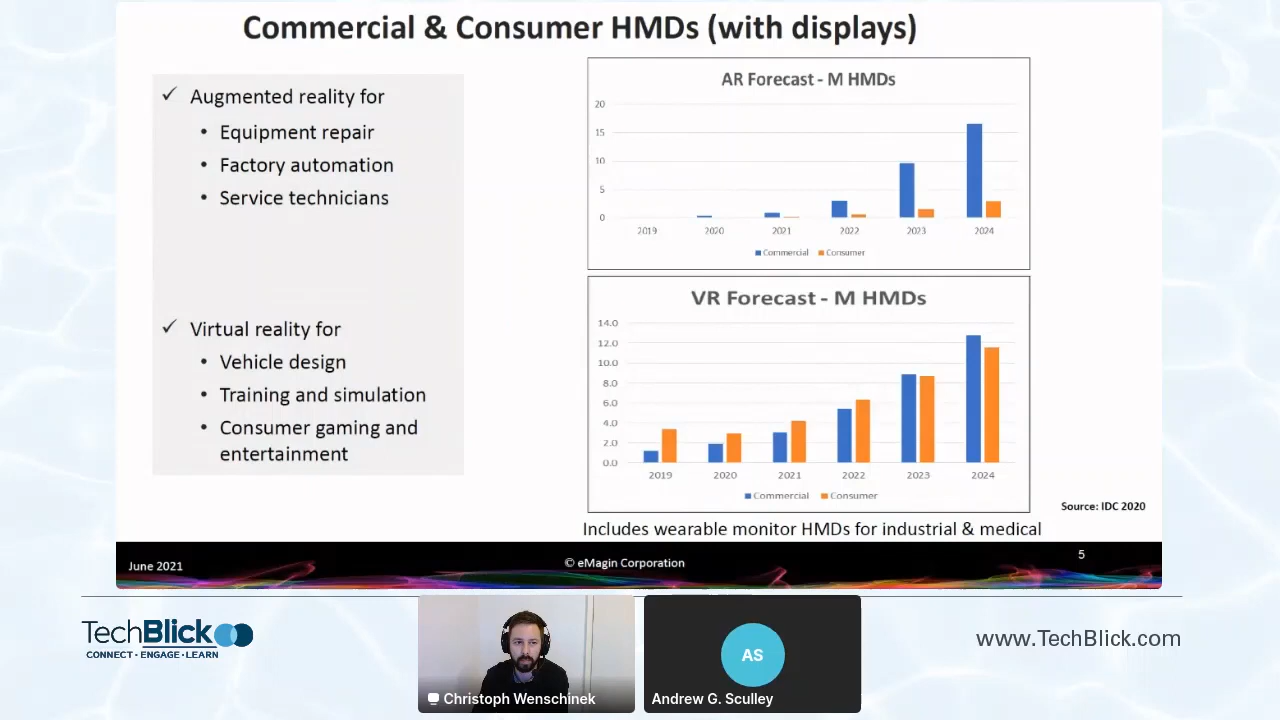 Commercial & Consumer HMDs (with displays)
✓ Augmented reality for
• Equipment repair
• Factory automation
• Service technicians
✓ Virtual reality for
• Vehicle design
• Training and simulation
• Consumer gaming and
entertainment
AR Forecast - M HMDs
20
15
10
5
0
2019 2020 2021 2022 2023 2024
Commercial Consumer
VR Forecast - M HMDs
14.0
12.0
10.0
8.0
6.0
4.0
2.0
0.0
2019 2020 2021 2022 2023 2024
Commercial Consumer
Source: IDC 2020
Includes wearable monitor HMDs for industrial & medical
June 2021
© eMagin Corporation
5
TechBlick
CONNECT • ENGAGE • LEARN
Christoph Wenschinek
AS
Andrew G. Sculley
www.TechBlick.com